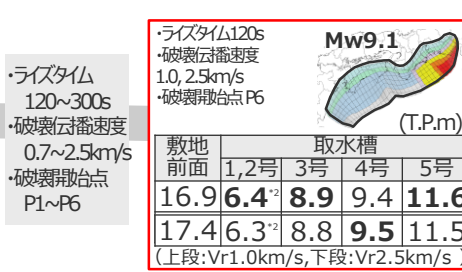 ・ライズタイム
120~300s
・破壊伝播速度
0.7~2.5km/s
・破壊開始点
P1~P6
・ライズタイム120s
・破壊伝播速度
1.0, 2.5km/s
・破壊開始点 P6
Mw9.1
(T.P.m)
敷地前面 取水槽
1,2号 3号 4号 5号
16.9 6.4*2 8.9 9.4 11.6
17.4 6.3*2 8.8 9.5 11.5
(上段:Vr1.0km/s,下段:Vr2.5km/s )